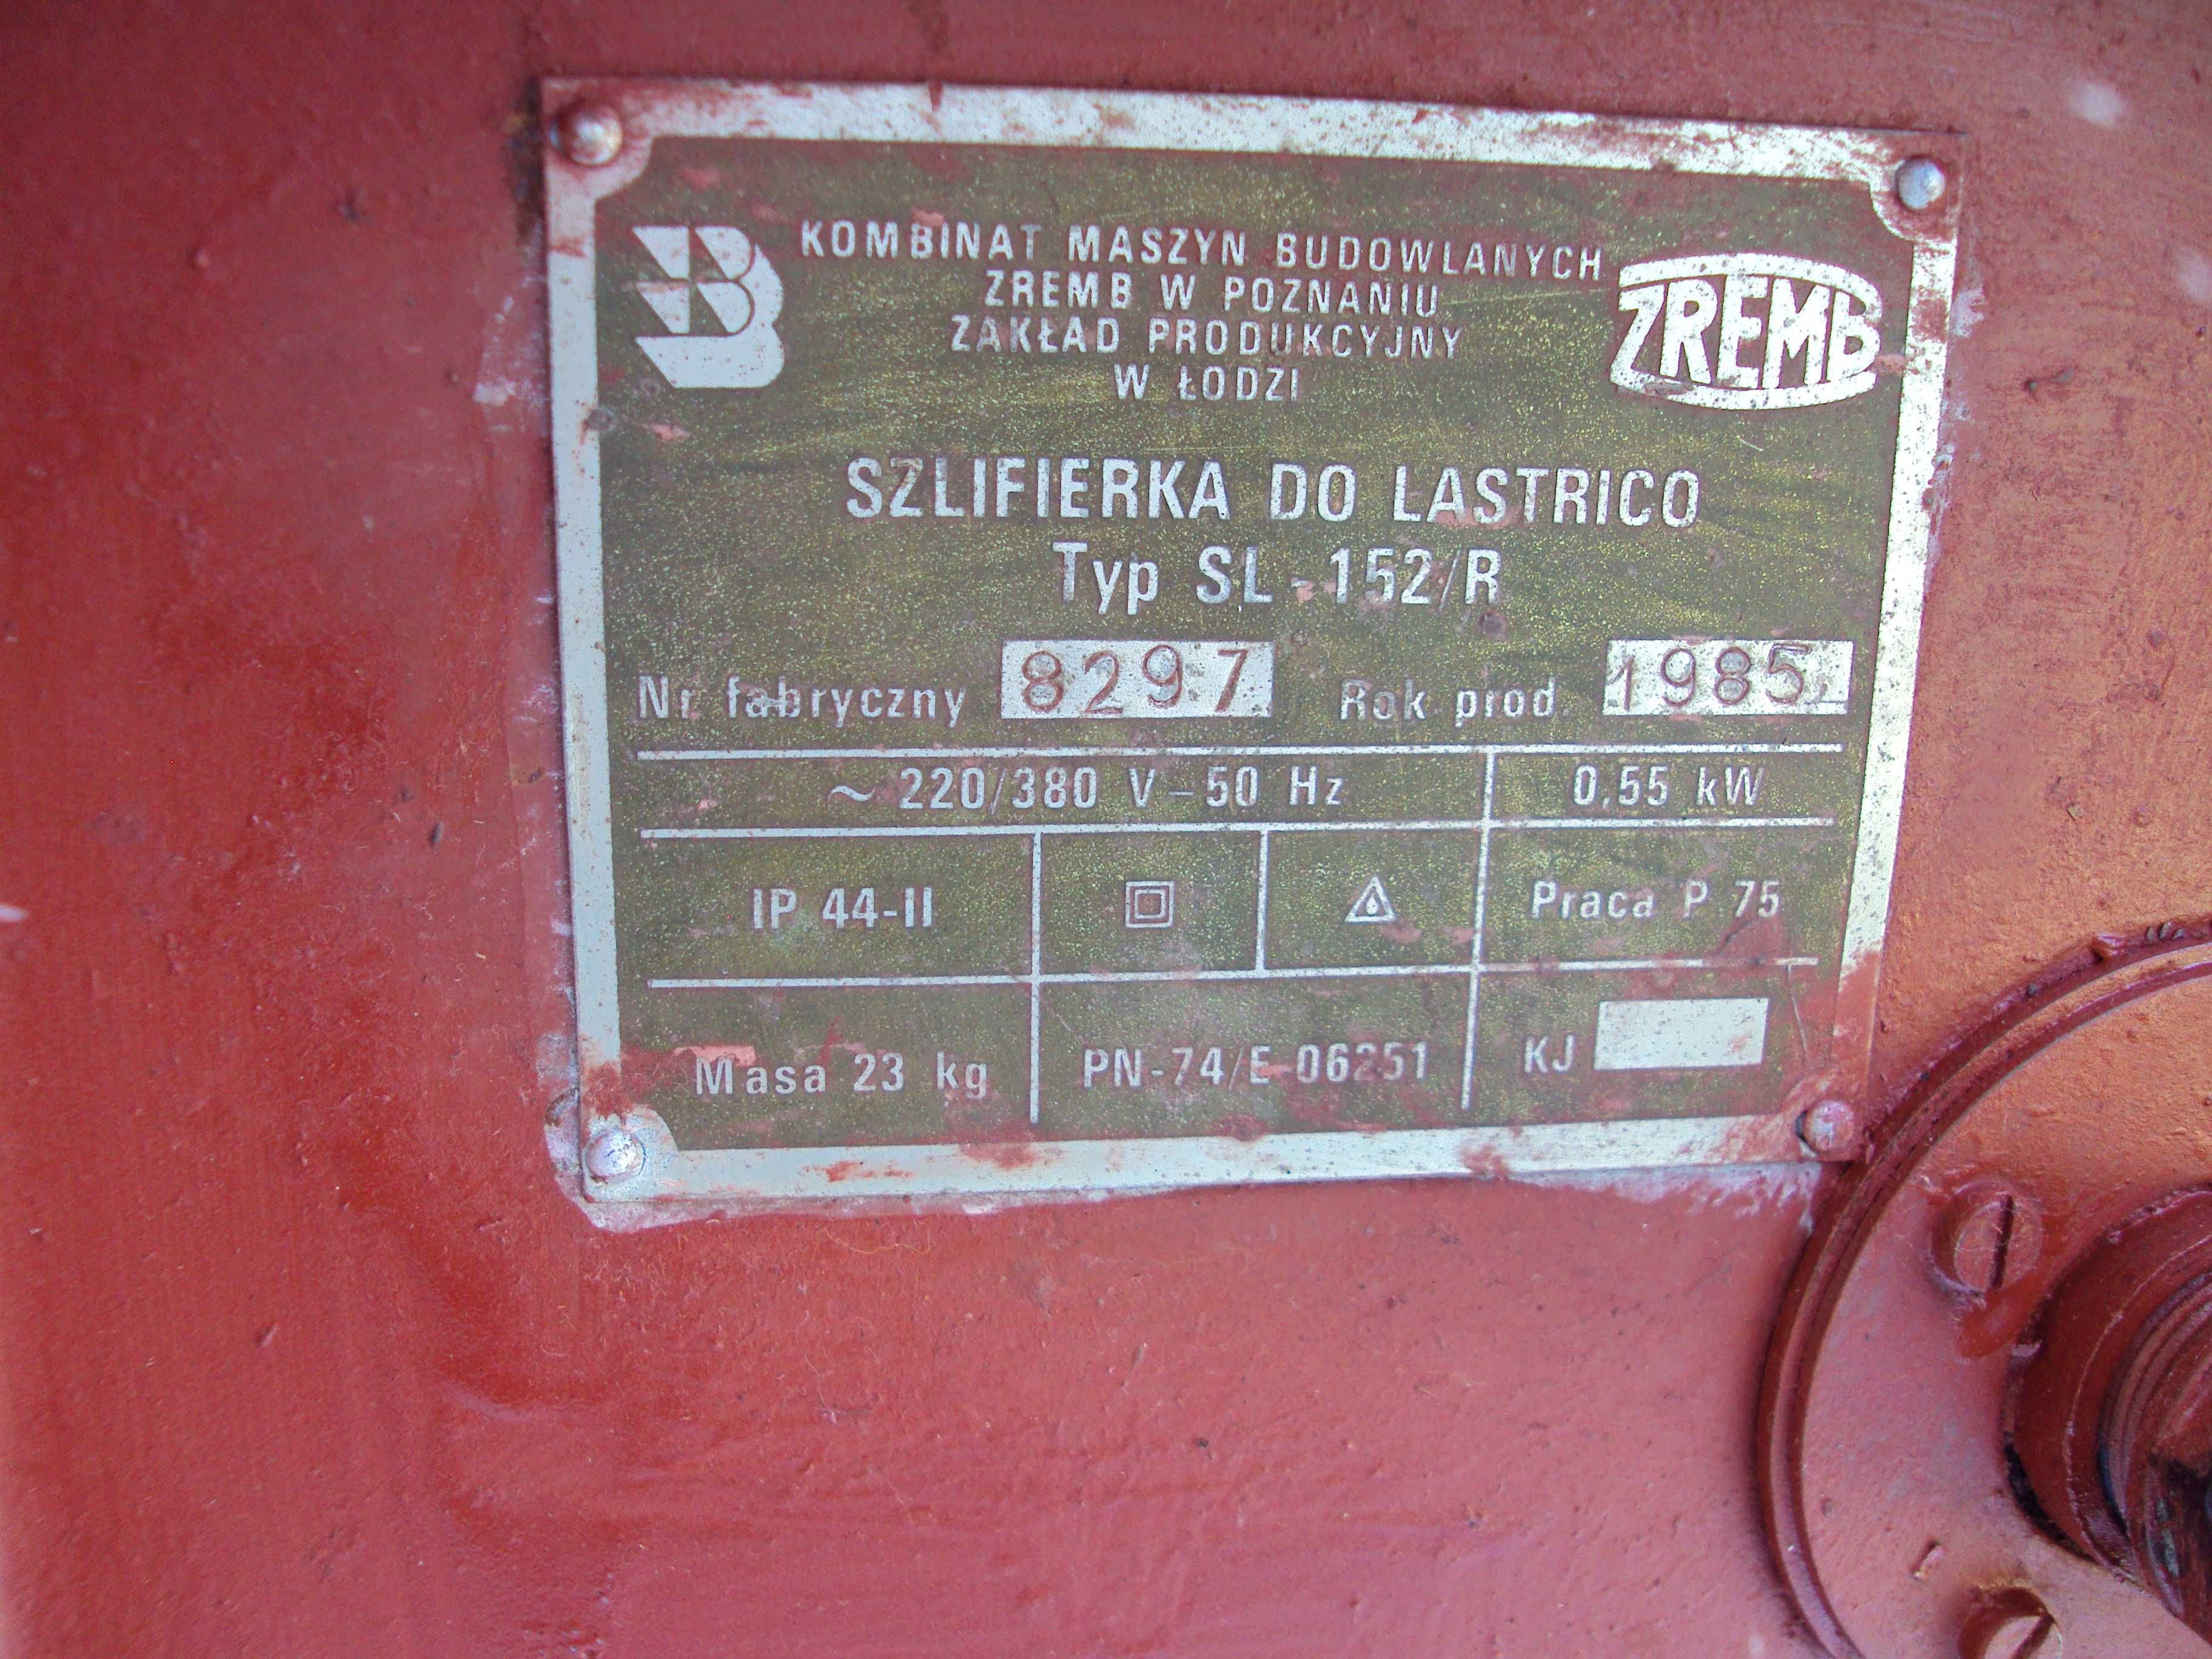 KOMBINAT MASZYN BUDOWLANYCH
ZREMB W POZNANIU
ZAKŁAD PRODUKCYJNY
W ŁODZI
ZREMB
SZLIFIERKA DO LASTRICO
Typ SL-152/R
Nr fabryczny 8297 Rok prod. 1985
~ 220/380 V-50 Hz 0.55 kW
IP 44-II Praca P 75
Masa 23 kg PN-74/E-06251 KJ